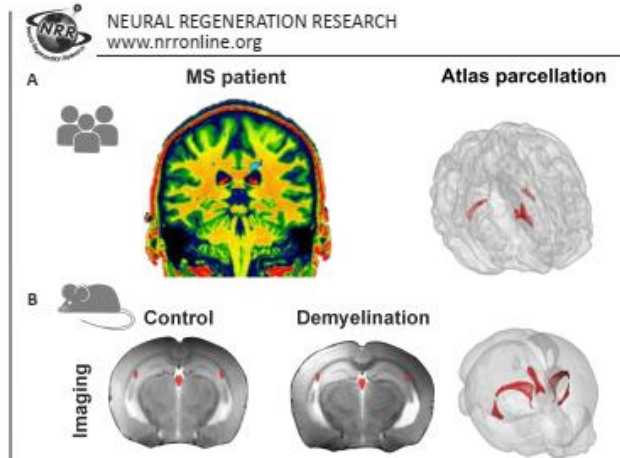 NRR
NEURAL REGENERATION RESEARCH
www.nrronline.org
A
MS patient
Atlas parcellation
B
Control
Demyelination
Imaging